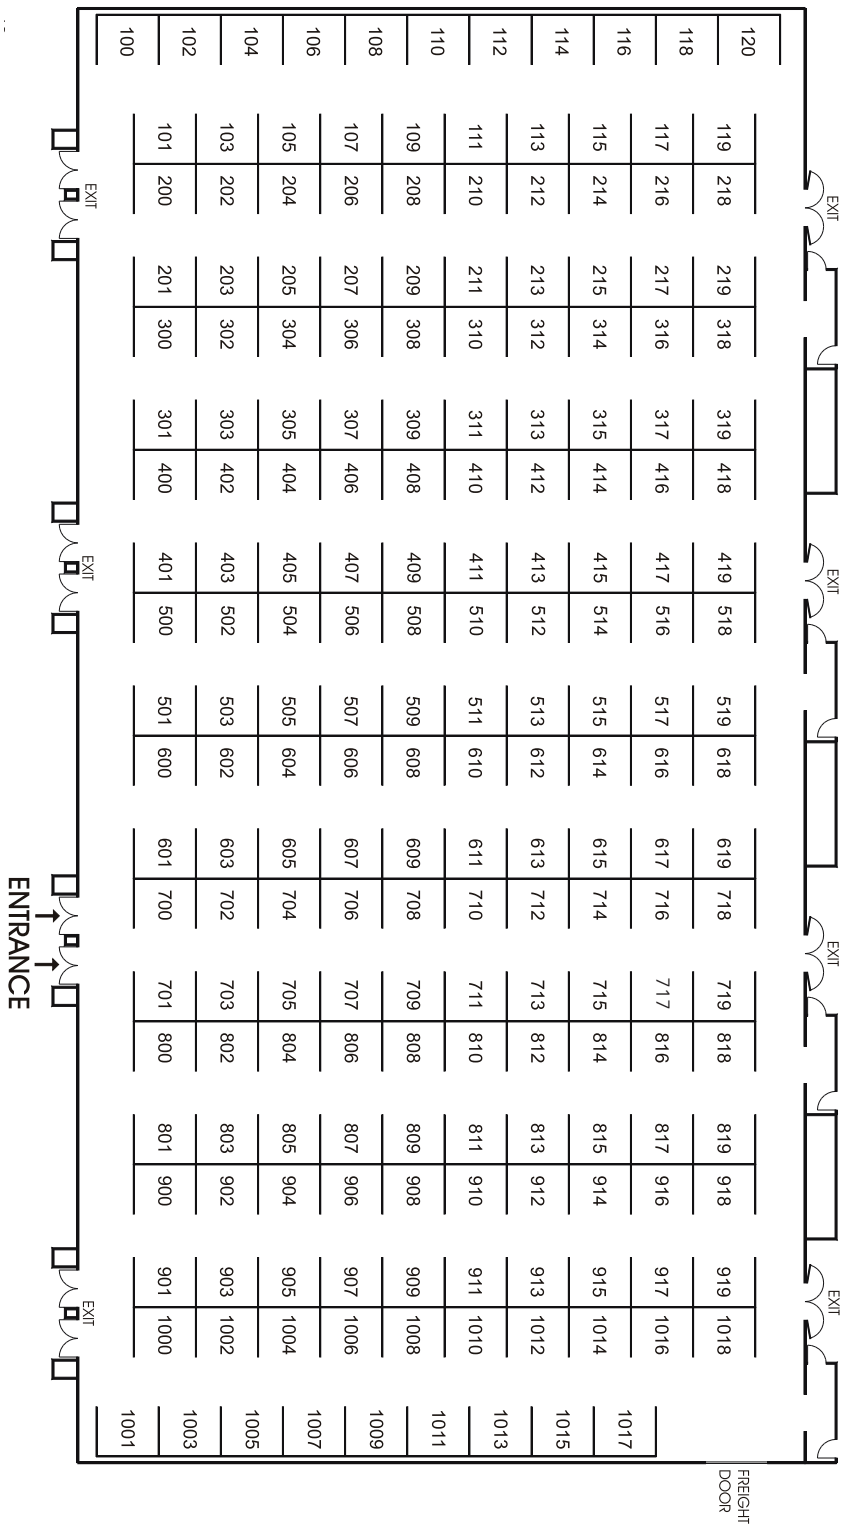 100 102 104 106 108 110 112 114 116 118 120
101 103 105 107 109 111 113 115 117 119
200 202 204 206 208 210 212 214 216 218
EXIT
EXIT
201 203 205 207 209 211 213 215 217 219
300 302 304 306 308 310 312 314 316 318
301 303 305 307 309 311 313 315 317 319
400 402 404 406 408 410 412 414 416 418
401 403 405 407 409 411 413 415 417 419
EXIT
EXIT
500 502 504 506 508 510 512 514 516 518
501 503 505 507 509 511 513 515 517 519
600 602 604 606 608 610 612 614 616 618
601 603 605 607 609 611 613 615 617 619
700 702 704 706 708 710 712 714 716 718
ENTRANCE
EXIT
701 703 705 707 709 711 713 715 717 719
800 802 804 806 808 810 812 814 816 818
801 803 805 807 809 811 813 815 817 819
900 902 904 906 908 910 912 914 916 918
901 903 905 907 909 911 913 915 917 919
EXIT
EXIT
1000 1002 1004 1006 1008 1010 1012 1014 1016 1018
1001 1003 1005 1007 1009 1011 1013 1015 1017
FREIGHT
DOOR